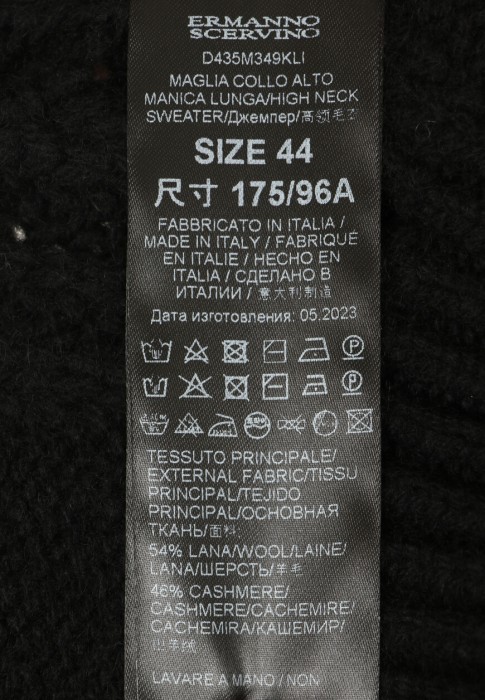 ERMANNO
SCERVINO
D435M349KLI
MAGLIA COLLO ALTO
MANICA LUNGA/HIGH NECK
SWEATER/Джемпер/高领毛衣
SIZE 44
尺寸 175/96A
FABBRICATO IN ITALIA /
MADE IN ITALY / FABRIQUÉ
EN ITALIE / HECHO EN
ITALIA / СДЕЛАНО В
ИТАЛИИ / 意大利制造
Дата изготовления: 05.2023
TESSUTO PRINCIPALE/
EXTERNAL FABRIC/TISSU
PRINCIPAL/TEJIDO
PRINCIPAL/ОСНОВНАЯ
ТКАНЬ/面料:
54% LANA/WOOL/LAINE/
LANA/ШЕРСТЬ/羊毛
46% CASHMERE/
CASHMERE/CACHEMIRE/
CACHEMIRA/КАШЕМИР/
山羊绒
LAVARE A MANO / NON